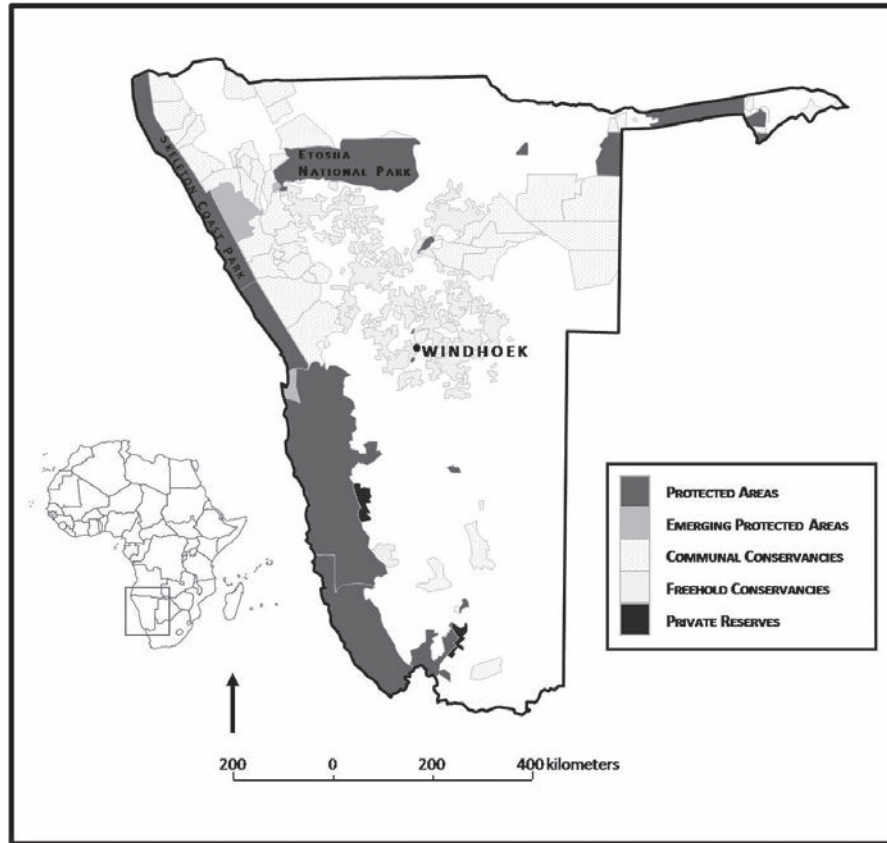 SKELETON COAST PARK
ETOSHA
NATIONAL PARK
WINDHOEK
PROTECTED AREAS
EMERGING PROTECTED AREAS
COMMUNAL CONSERVANCIES
FREEHOLD CONSERVANCIES
PRIVATE RESERVES
200 0 200 400 kilometers